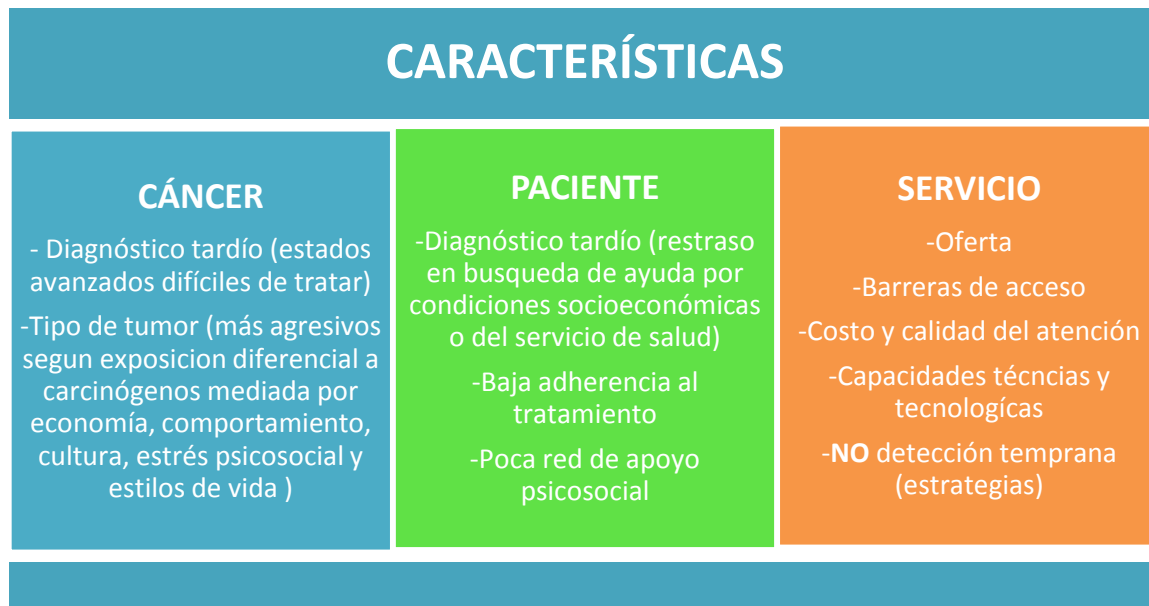 CARACTERÍSTICAS
CÁNCER
- Diagnóstico tardío (estados
avanzados difíciles de tratar)
-Tipo de tumor (más agresivos
segun exposicion diferencial a
carcinógenos mediada por
economía, comportamiento,
cultura, estrés psicosocial y
estilos de vida )
PACIENTE
-Diagnóstico tardío (restraso
en busqueda de ayuda por
condiciones socioeconómicas
o del servicio de salud)
-Baja adherencia al
tratamiento
-Poca red de apoyo
psicosocial
SERVICIO
-Oferta
-Barreras de acceso
-Costo y calidad del atención
-Capacidades técncias y
tecnologícas
-NO detección temprana
(estrategias)